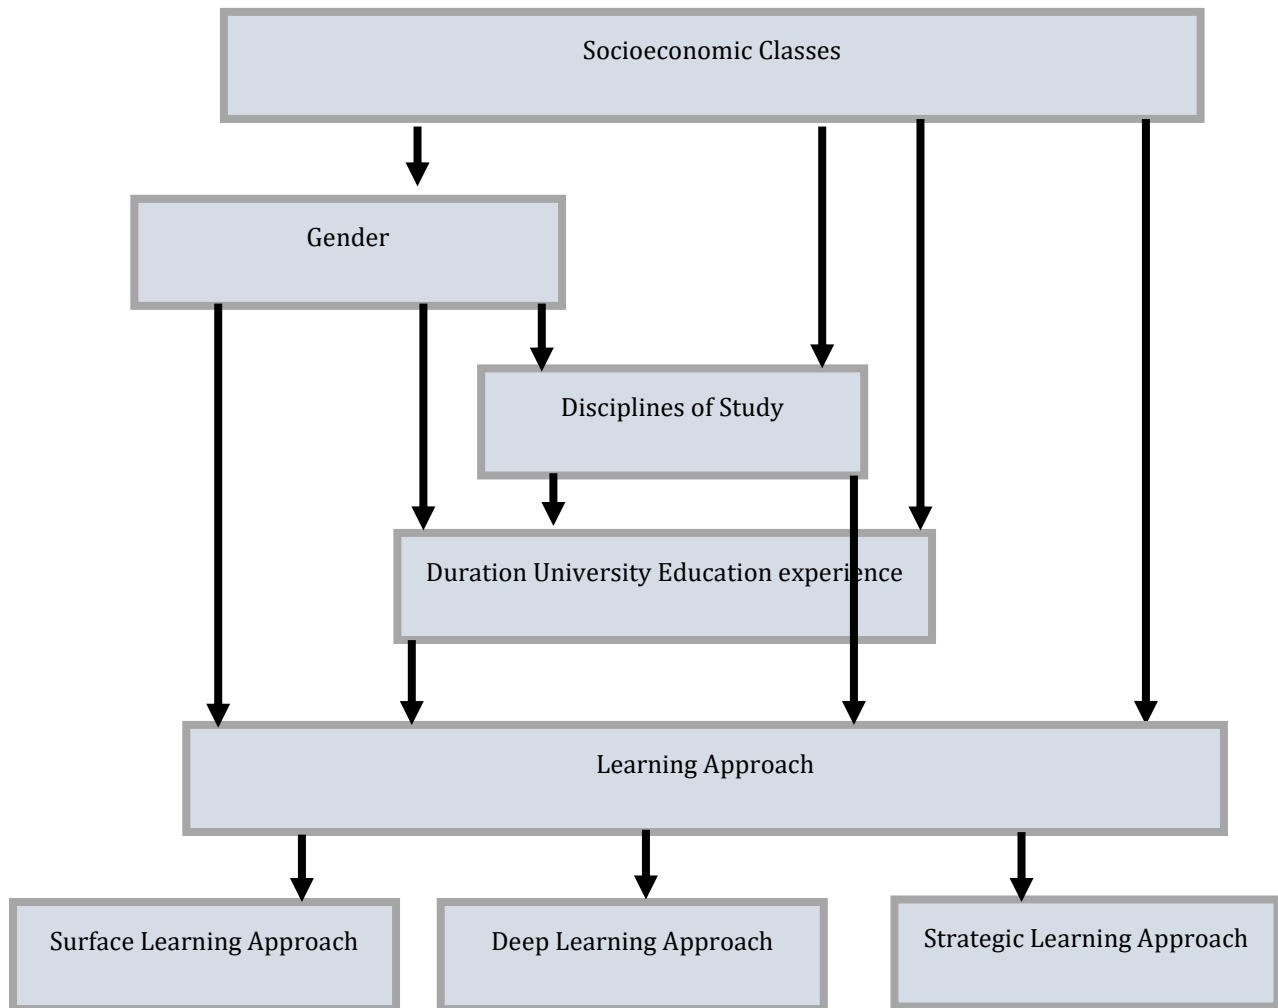 Socioeconomic Classes
Gender
Disciplines of Study
Duration University Education experience
Learning Approach
Surface Learning Approach
Deep Learning Approach
Strategic Learning Approach